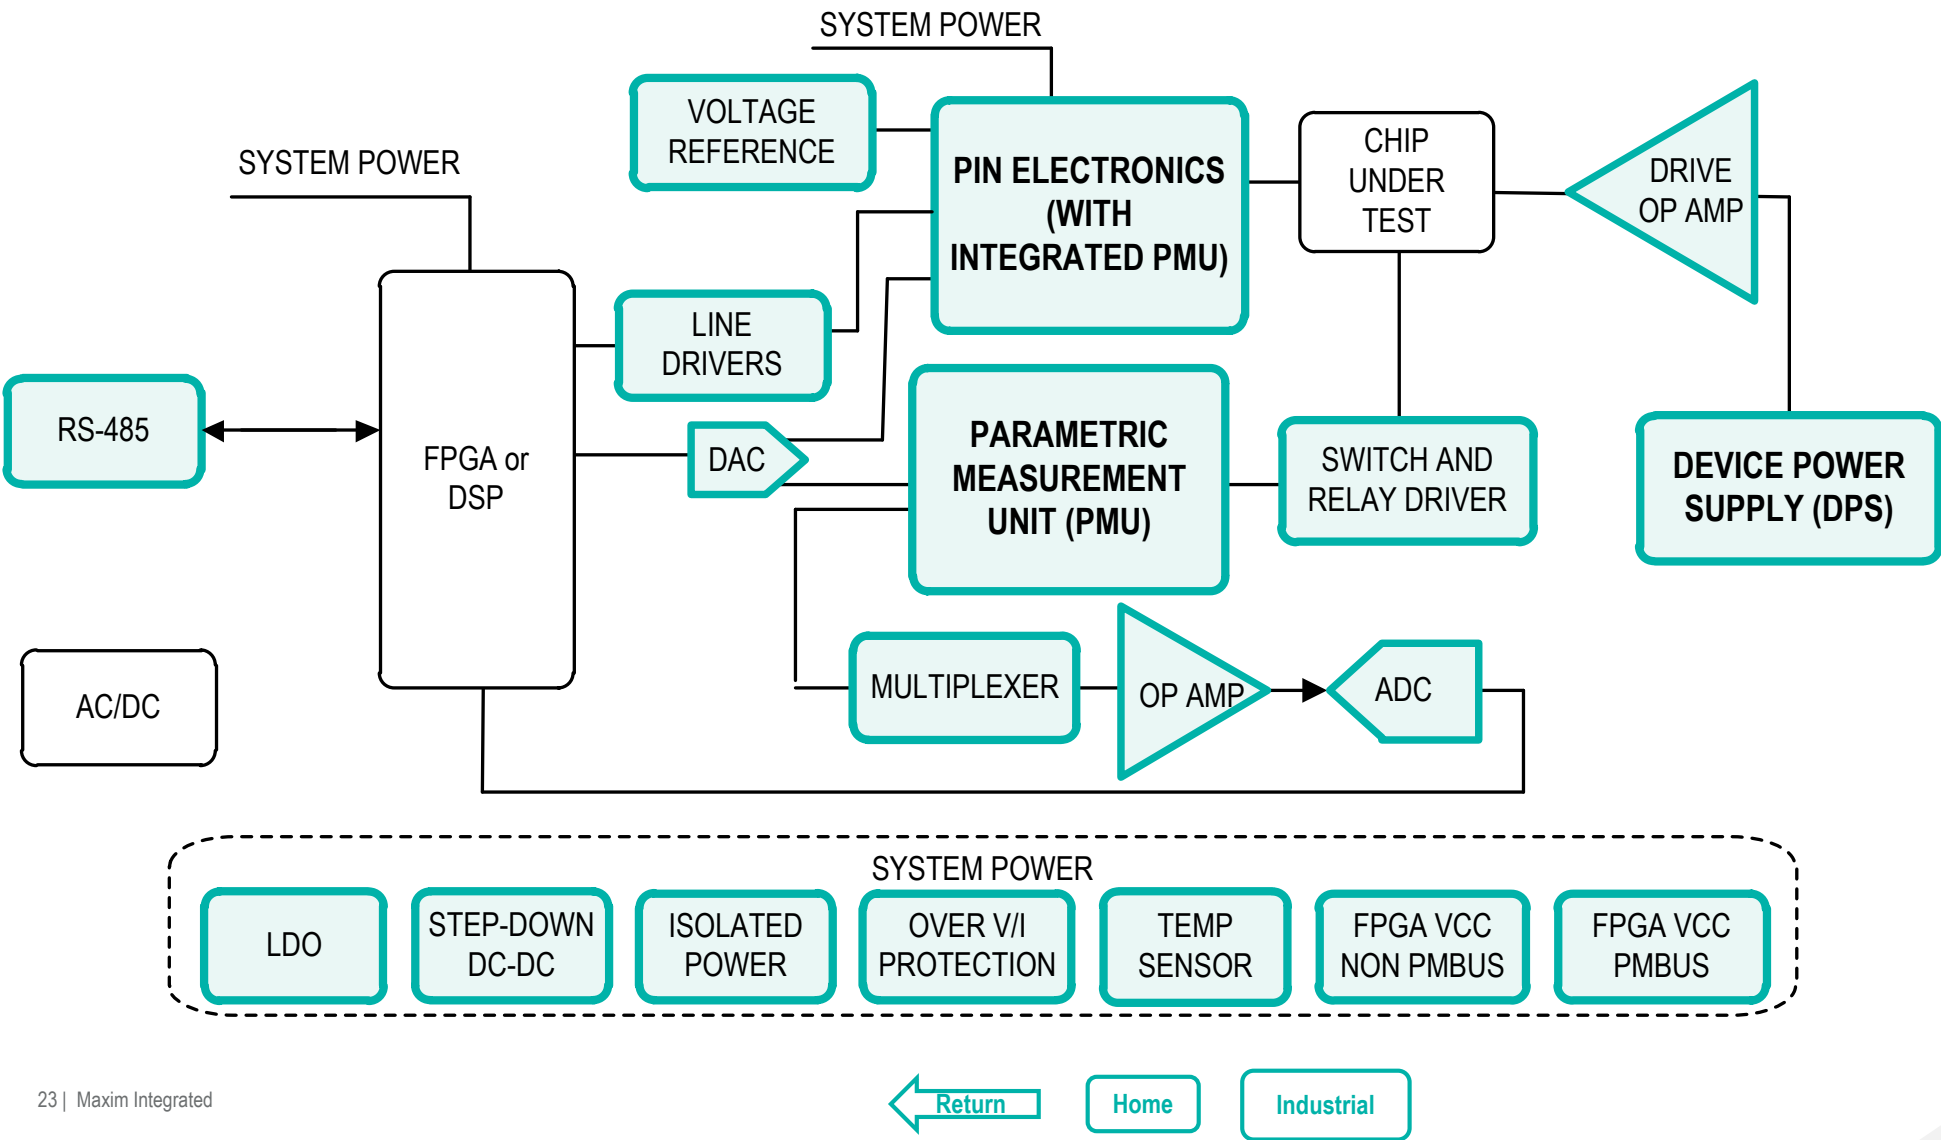 SYSTEM POWER
VOLTAGE
REFERENCE
SYSTEM POWER
PIN ELECTRONICS
(WITH
INTEGRATED PMU)
CHIP
UNDER
TEST
DRIVE
OP AMP
LINE
DRIVERS
RS-485
FPGA or
DSP
DAC
PARAMETRIC
MEASUREMENT
UNIT (PMU)
SWITCH AND
RELAY DRIVER
DEVICE POWER
SUPPLY (DPS)
AC/DC
MULTIPLEXER
OP AMP
ADC
SYSTEM POWER
LDO
STEP-DOWN
DC-DC
ISOLATED
POWER
OVER V/I
PROTECTION
TEMP
SENSOR
FPGA VCC
NON PMBUS
FPGA VCC
PMBUS
23 | Maxim Integrated
Return
Home
Industrial